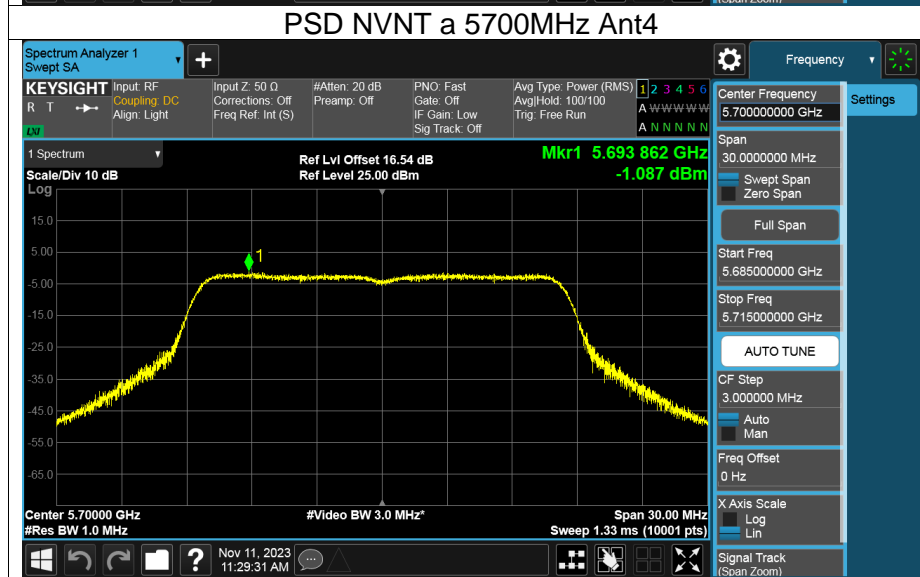 (Span Zoom)
PSD NVNT a 5700MHz Ant4
Spectrum Analyzer 1
Swept SA
+
Frequency
KEYSIGHT
R T
LXI
Input: RF
Coupling: DC
Align: Light
Input Z: 50 Ω
Corrections: Off
Freq Ref: Int (S)
#Atten: 20 dB
Preamp: Off
PNO: Fast
Gate: Off
IF Gain: Low
Sig Track: Off
Avg Type: Power (RMS)
Avg|Hold: 100/100
Trig: Free Run
1 2 3 4 5 6
A W W W W W
A N N N N N
Center Frequency
5.700000000 GHz
Settings
1 Spectrum
Scale/Div 10 dB
Log
Ref Lvl Offset 16.54 dB
Ref Level 25.00 dBm
Mkr1 5.693 862 GHz
-1.087 dBm
Span
30.0000000 MHz
Swept Span
Zero Span
Full Span
Start Freq
5.685000000 GHz
Stop Freq
5.715000000 GHz
AUTO TUNE
CF Step
3.000000 MHz
Auto
Man
Freq Offset
0 Hz
X Axis Scale
Log
Lin
Signal Track
(Span Zoom)
15.0
5.00
-5.00
-15.0
-25.0
-35.0
-45.0
-55.0
-65.0
1
Center 5.70000 GHz
#Res BW 1.0 MHz
#Video BW 3.0 MHz*
Span 30.00 MHz
Sweep 1.33 ms (10001 pts)
?
Nov 11, 2023
11:29:31 AM